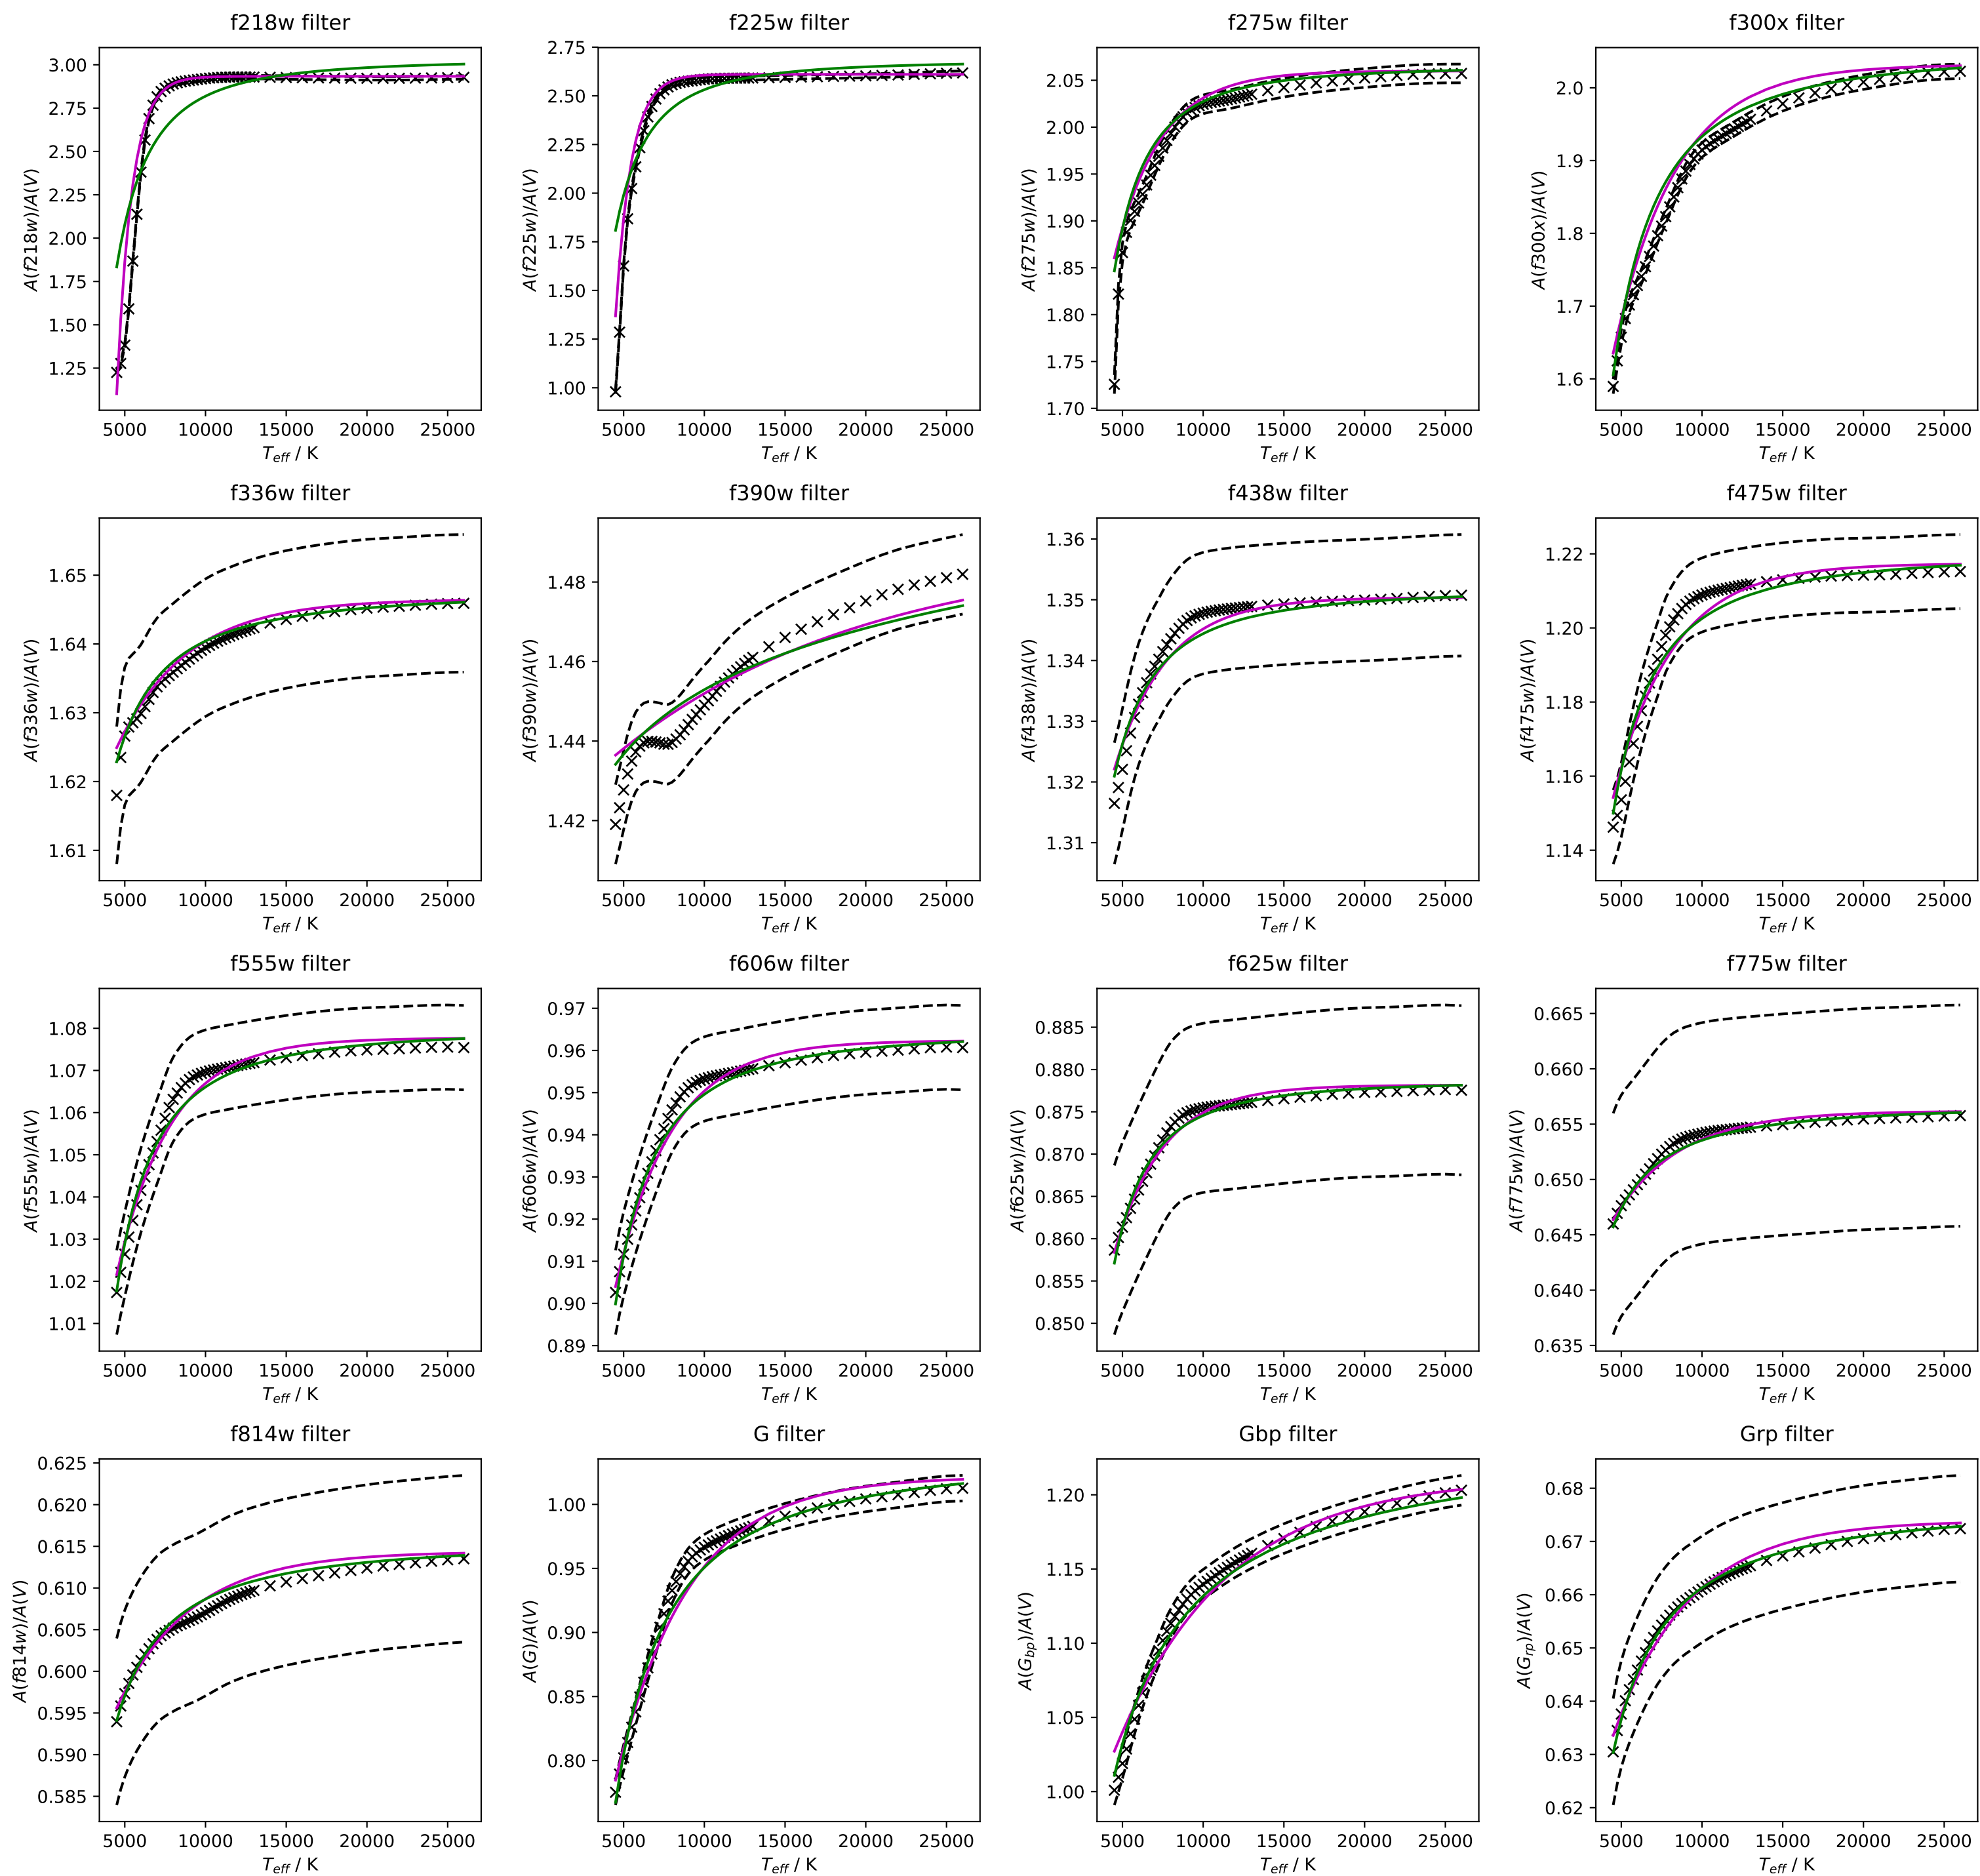 f218w filter
f225w filter
f275w filter
f300x filter
A(f218w)/A(V)
3.00
2.75
2.50
2.25
2.00
1.75
1.50
1.25
5000 10000 15000 20000 25000
T_eff / K
A(f225w)/A(V)
2.75
2.50
2.25
2.00
1.75
1.50
1.25
1.00
5000 10000 15000 20000 25000
T_eff / K
A(f275w)/A(V)
2.05
2.00
1.95
1.90
1.85
1.80
1.75
1.70
5000 10000 15000 20000 25000
T_eff / K
A(f300x)/A(V)
2.0
1.9
1.8
1.7
1.6
5000 10000 15000 20000 25000
T_eff / K
f336w filter
f390w filter
f438w filter
f475w filter
A(f336w)/A(V)
1.65
1.64
1.63
1.62
1.61
5000 10000 15000 20000 25000
T_eff / K
A(f390w)/A(V)
1.48
1.46
1.44
1.42
5000 10000 15000 20000 25000
T_eff / K
A(f438w)/A(V)
1.36
1.35
1.34
1.33
1.32
1.31
5000 10000 15000 20000 25000
T_eff / K
A(f475w)/A(V)
1.22
1.20
1.18
1.16
1.14
5000 10000 15000 20000 25000
T_eff / K
f555w filter
f606w filter
f625w filter
f775w filter
A(f555w)/A(V)
1.08
1.07
1.06
1.05
1.04
1.03
1.02
1.01
5000 10000 15000 20000 25000
T_eff / K
A(f606w)/A(V)
0.97
0.96
0.95
0.94
0.93
0.92
0.91
0.90
0.89
5000 10000 15000 20000 25000
T_eff / K
A(f625w)/A(V)
0.885
0.880
0.875
0.870
0.865
0.860
0.855
0.850
5000 10000 15000 20000 25000
T_eff / K
A(f775w)/A(V)
0.665
0.660
0.655
0.650
0.645
0.640
0.635
5000 10000 15000 20000 25000
T_eff / K
f814w filter
G filter
Gbp filter
Grp filter
A(f814w)/A(V)
0.625
0.620
0.615
0.610
0.605
0.600
0.595
0.590
0.585
5000 10000 15000 20000 25000
T_eff / K
A(G)/A(V)
1.00
0.95
0.90
0.85
0.80
5000 10000 15000 20000 25000
T_eff / K
A(G_bp)/A(V)
1.20
1.15
1.10
1.05
1.00
5000 10000 15000 20000 25000
T_eff / K
A(G_rp)/A(V)
0.68
0.67
0.66
0.65
0.64
0.63
0.62
5000 10000 15000 20000 25000
T_eff / K